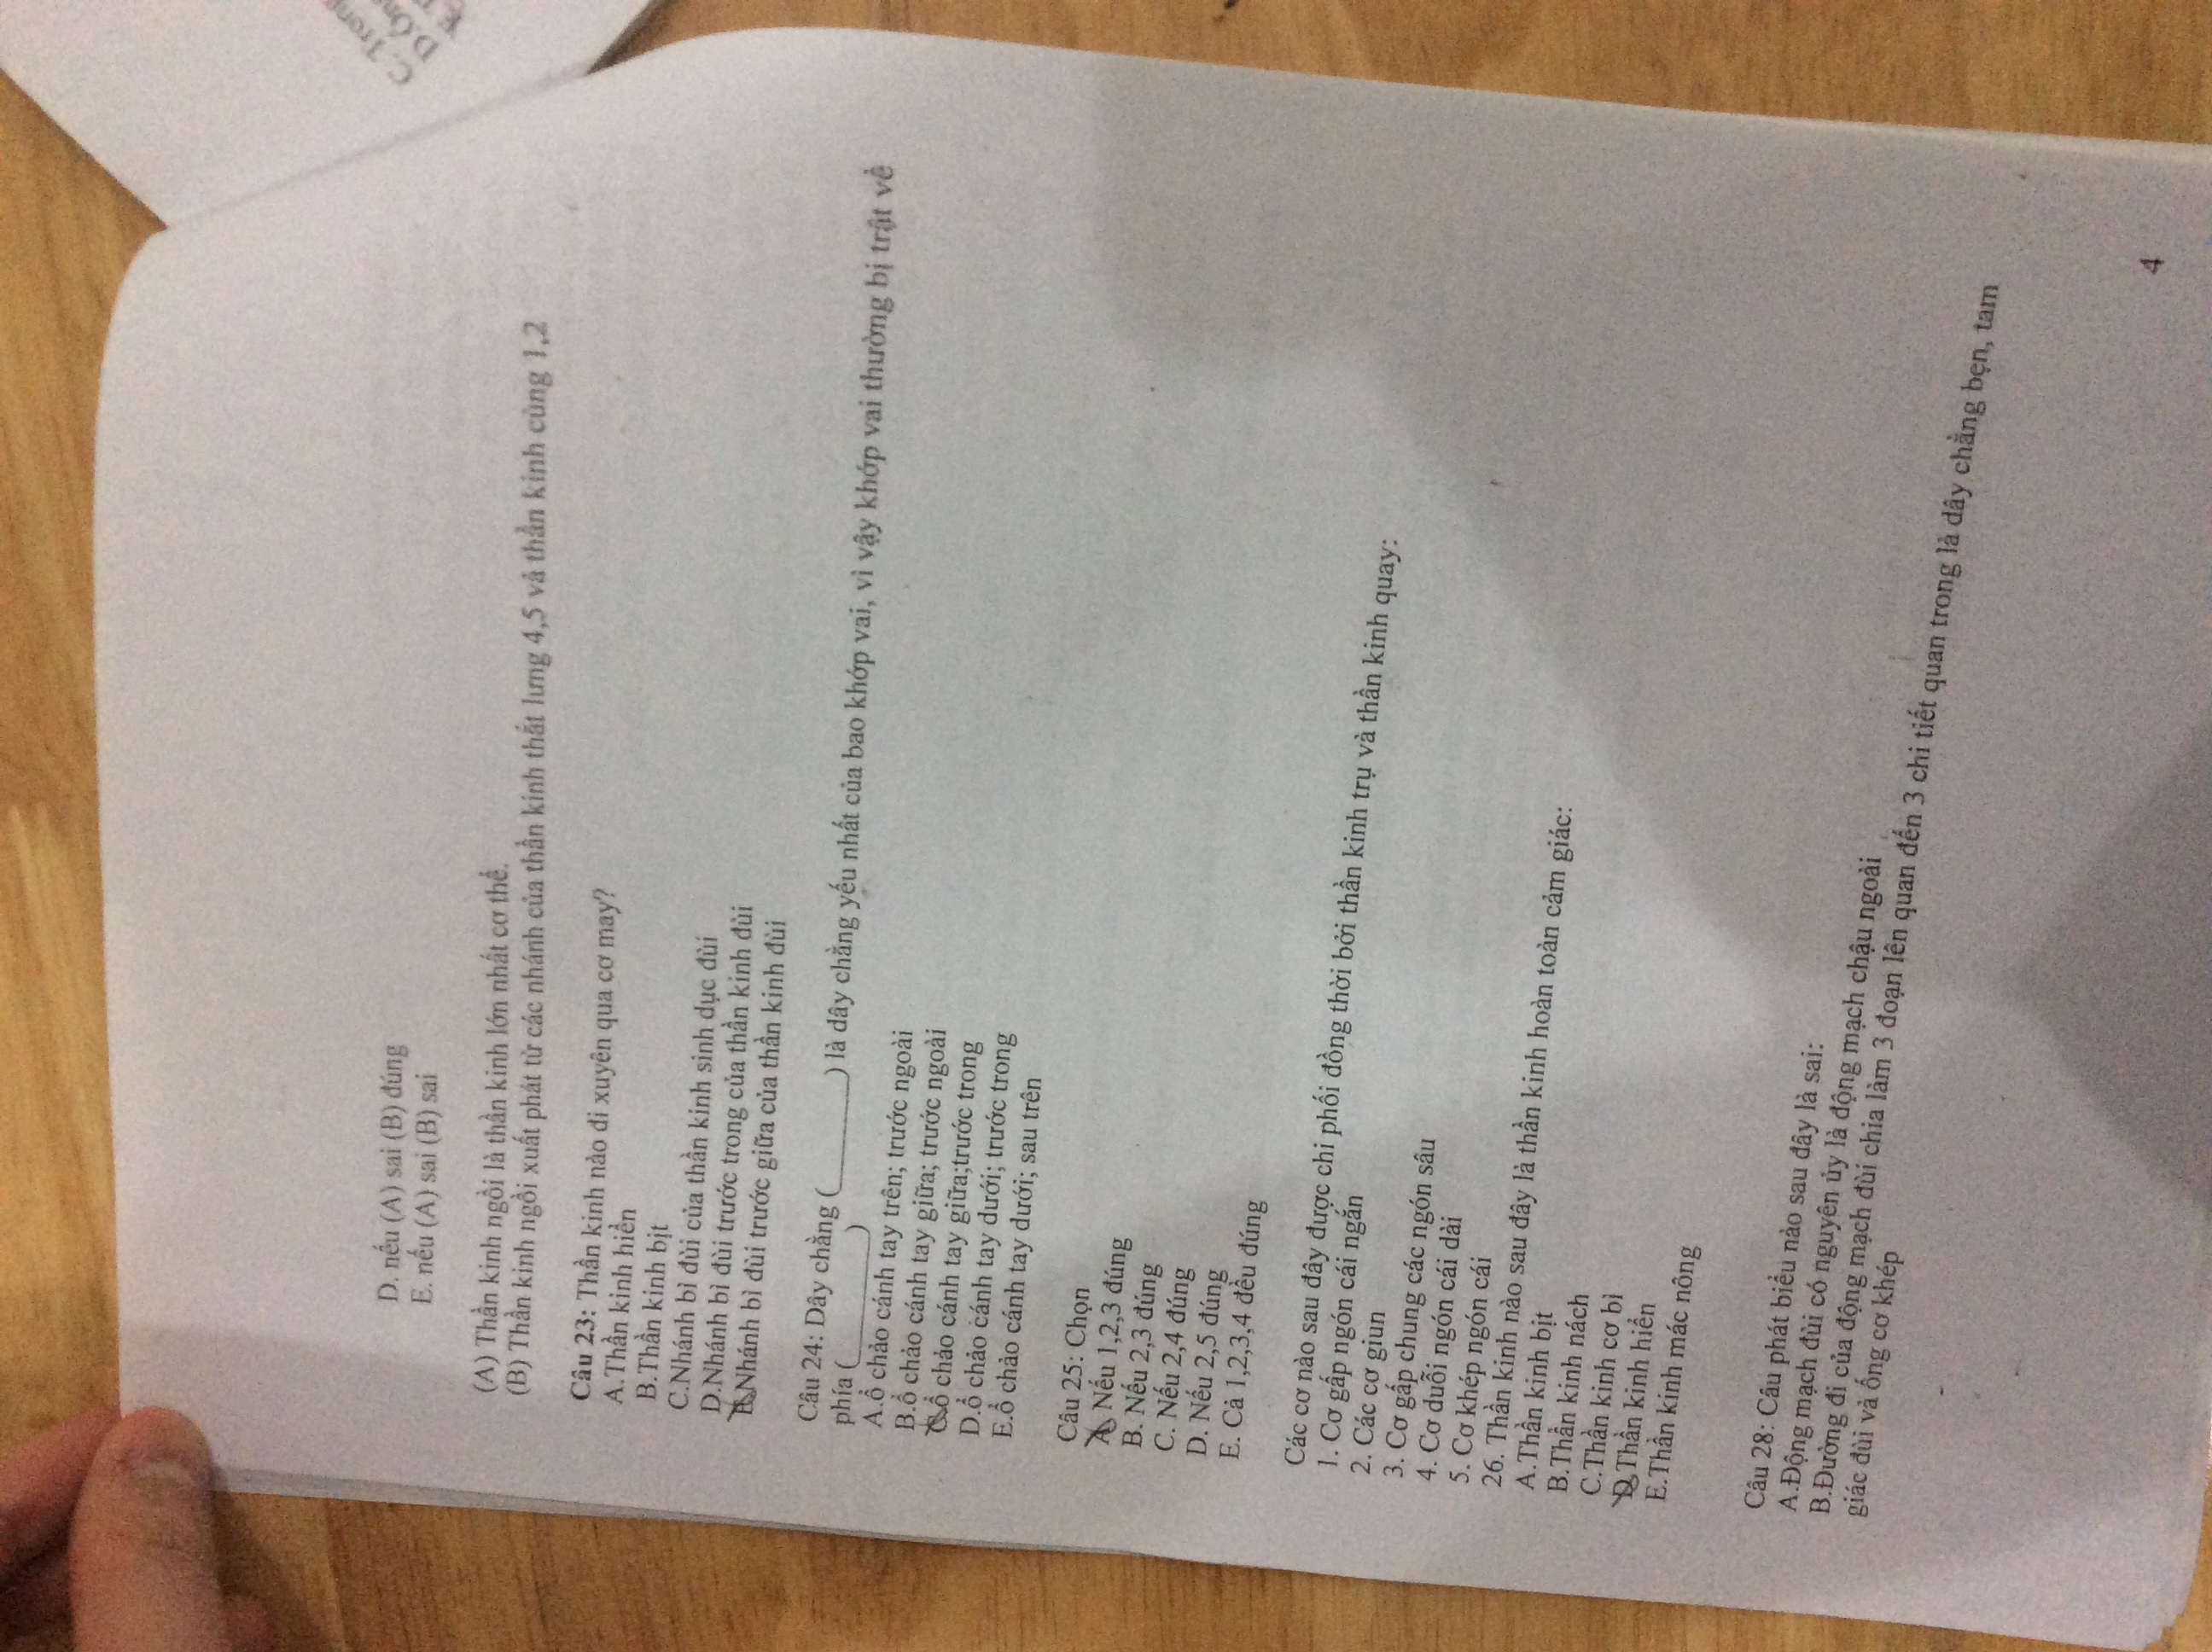 D. nếu (A) sai (B) đúng
E. nếu (A) sai (B) sai
(A) Thần kinh ngồi là thần kinh lớn nhất cơ thể.
(B) Thần kinh ngồi xuất phát từ các nhánh của thần kinh thắt lưng 4,5 và thần kinh cùng 1,2
Câu 23: Thần kinh nào đi xuyên qua cơ may?
A.Thần kinh hiển
B.Thần kinh bịt
C.Nhánh bì đùi của thần kinh sinh dục đùi
D.Nhánh bì đùi trước trong của thần kinh đùi
E.Nhánh bì đùi trước giữa của thần kinh đùi
Câu 24: Dây chằng (________) là dây chằng yếu nhất của bao khớp vai, vì vậy khớp vai thường bị trật về
phía (_________)
A.ổ chảo cánh tay trên; trước ngoài
B.ổ chảo cánh tay giữa; trước ngoài
C.ổ chảo cánh tay giữa;trước trong
D.ổ chảo cánh tay dưới; trước trong
E.ổ chảo cánh tay dưới; sau trên
Câu 25: Chọn
A. Nếu 1,2,3 đúng
B. Nếu 2,3 đúng
C. Nếu 2,4 đúng
D. Nếu 2,5 đúng
E. Cả 1,2,3,4 đều đúng
Các cơ nào sau đây được chi phối đồng thời bởi thần kinh trụ và thần kinh quay:
1. Cơ gấp ngón cái ngắn
2. Các cơ giun
3. Cơ gấp chung các ngón sâu
4. Cơ duỗi ngón cái dài
5. Cơ khép ngón cái
26. Thần kinh nào sau đây là thần kinh hoàn toàn cảm giác:
A.Thần kinh bịt
B.Thần kinh nách
C.Thần kinh cơ bì
D.Thần kinh hiển
E.Thần kinh mác nông
Câu 28: Câu phát biểu nào sau đây là sai:
A.Động mạch đùi có nguyên ủy là động mạch chậu ngoài
B.Đường đi của động mạch đùi chia làm 3 đoạn lên quan đến 3 chi tiết quan trong là dây chằng bẹn, tam
giác đùi và ống cơ khép
4
C. Trong